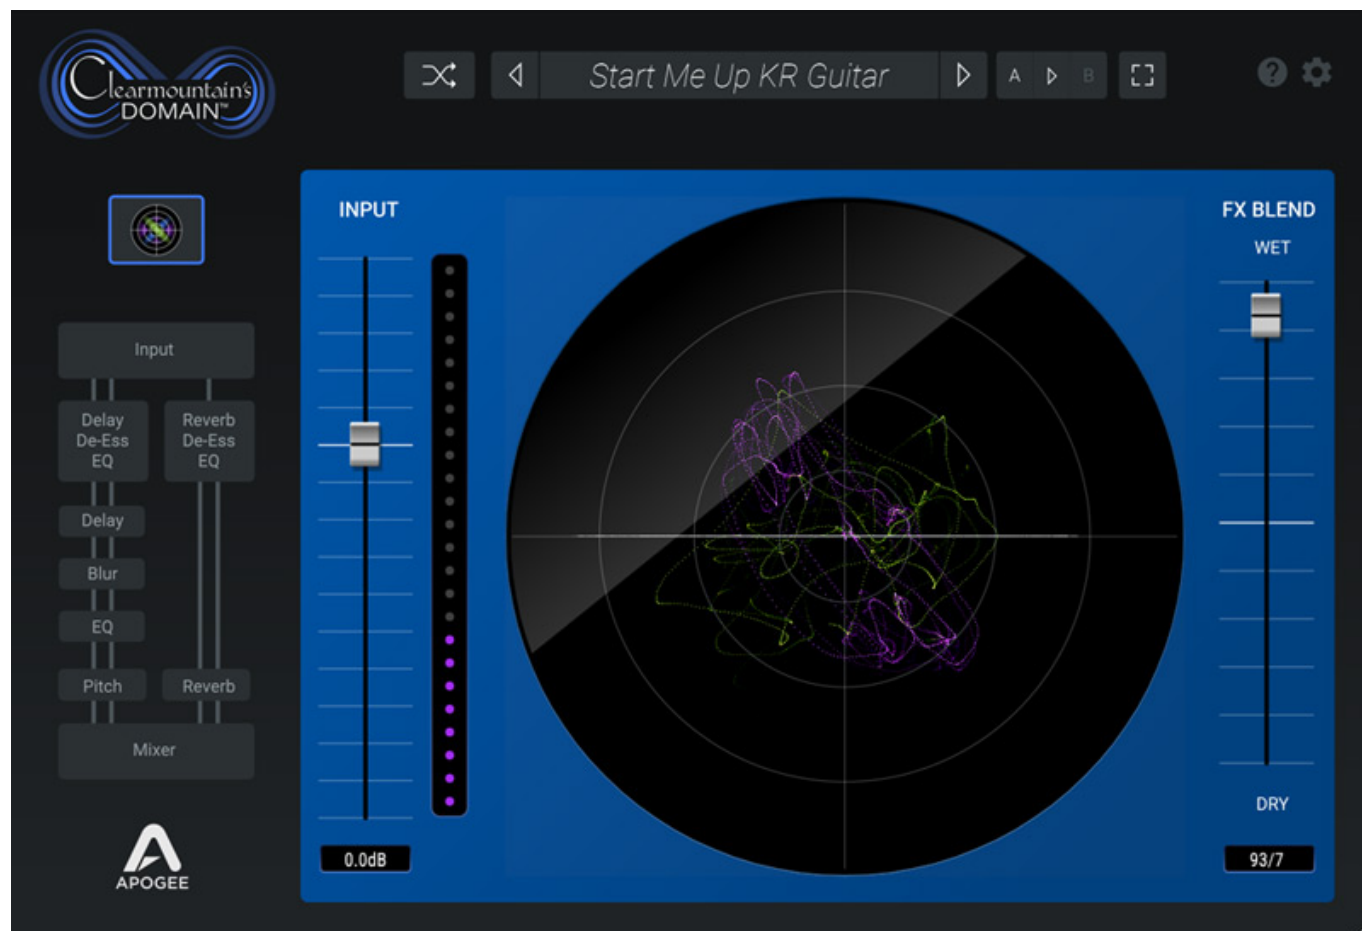 Clearmountain's
DOMAIN™
Start Me Up KR Guitar
A
B
?
INPUT
FX BLEND
WET
Input
Delay
De-Ess
EQ
Reverb
De-Ess
EQ
Delay
Blur
EQ
Pitch
Reverb
Mixer
DRY
0.0dB
93/7
APOGEE